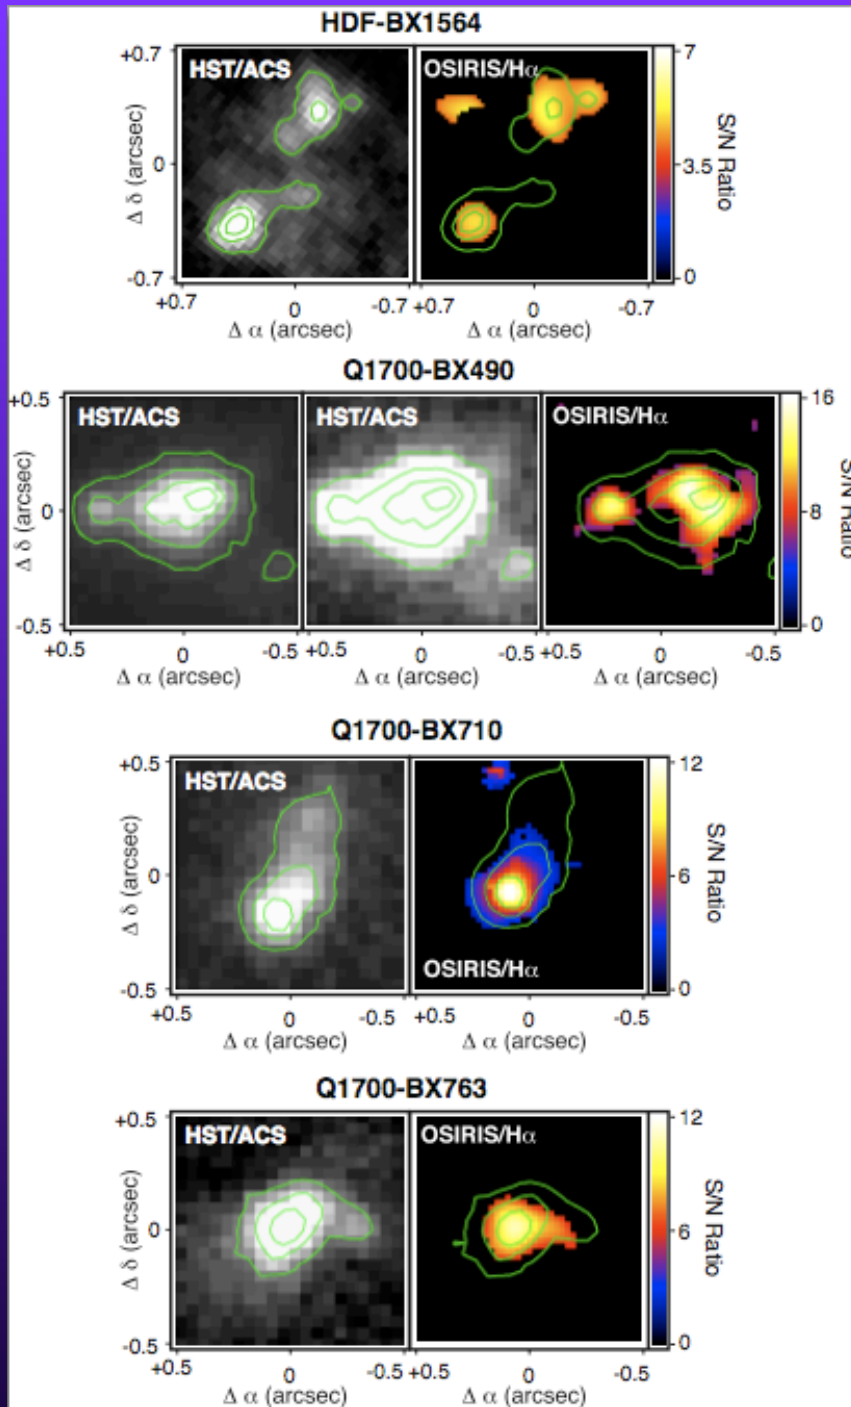 HDF-BX1564
HST/ACS
OSIRIS/Hα
+0.7
0
-0.7
Δ δ (arcsec)
+0.7
0
-0.7
+0.7
0
-0.7
Δ α (arcsec)
Δ α (arcsec)
7
3.5
0
S/N Ratio
Q1700-BX490
HST/ACS
HST/ACS
OSIRIS/Hα
+0.5
0
-0.5
Δ δ (arcsec)
+0.5
0
-0.5
+0.5
0
-0.5
+0.5
0
-0.5
Δ α (arcsec)
Δ α (arcsec)
Δ α (arcsec)
16
8
0
S/N Ratio
Q1700-BX710
HST/ACS
OSIRIS/Hα
+0.5
0
-0.5
Δ δ (arcsec)
+0.5
0
-0.5
+0.5
0
-0.5
Δ α (arcsec)
Δ α (arcsec)
12
6
0
S/N Ratio
Q1700-BX763
HST/ACS
OSIRIS/Hα
+0.5
0
-0.5
Δ δ (arcsec)
+0.5
0
-0.5
+0.5
0
-0.5
Δ α (arcsec)
Δ α (arcsec)
12
6
0
S/N Ratio